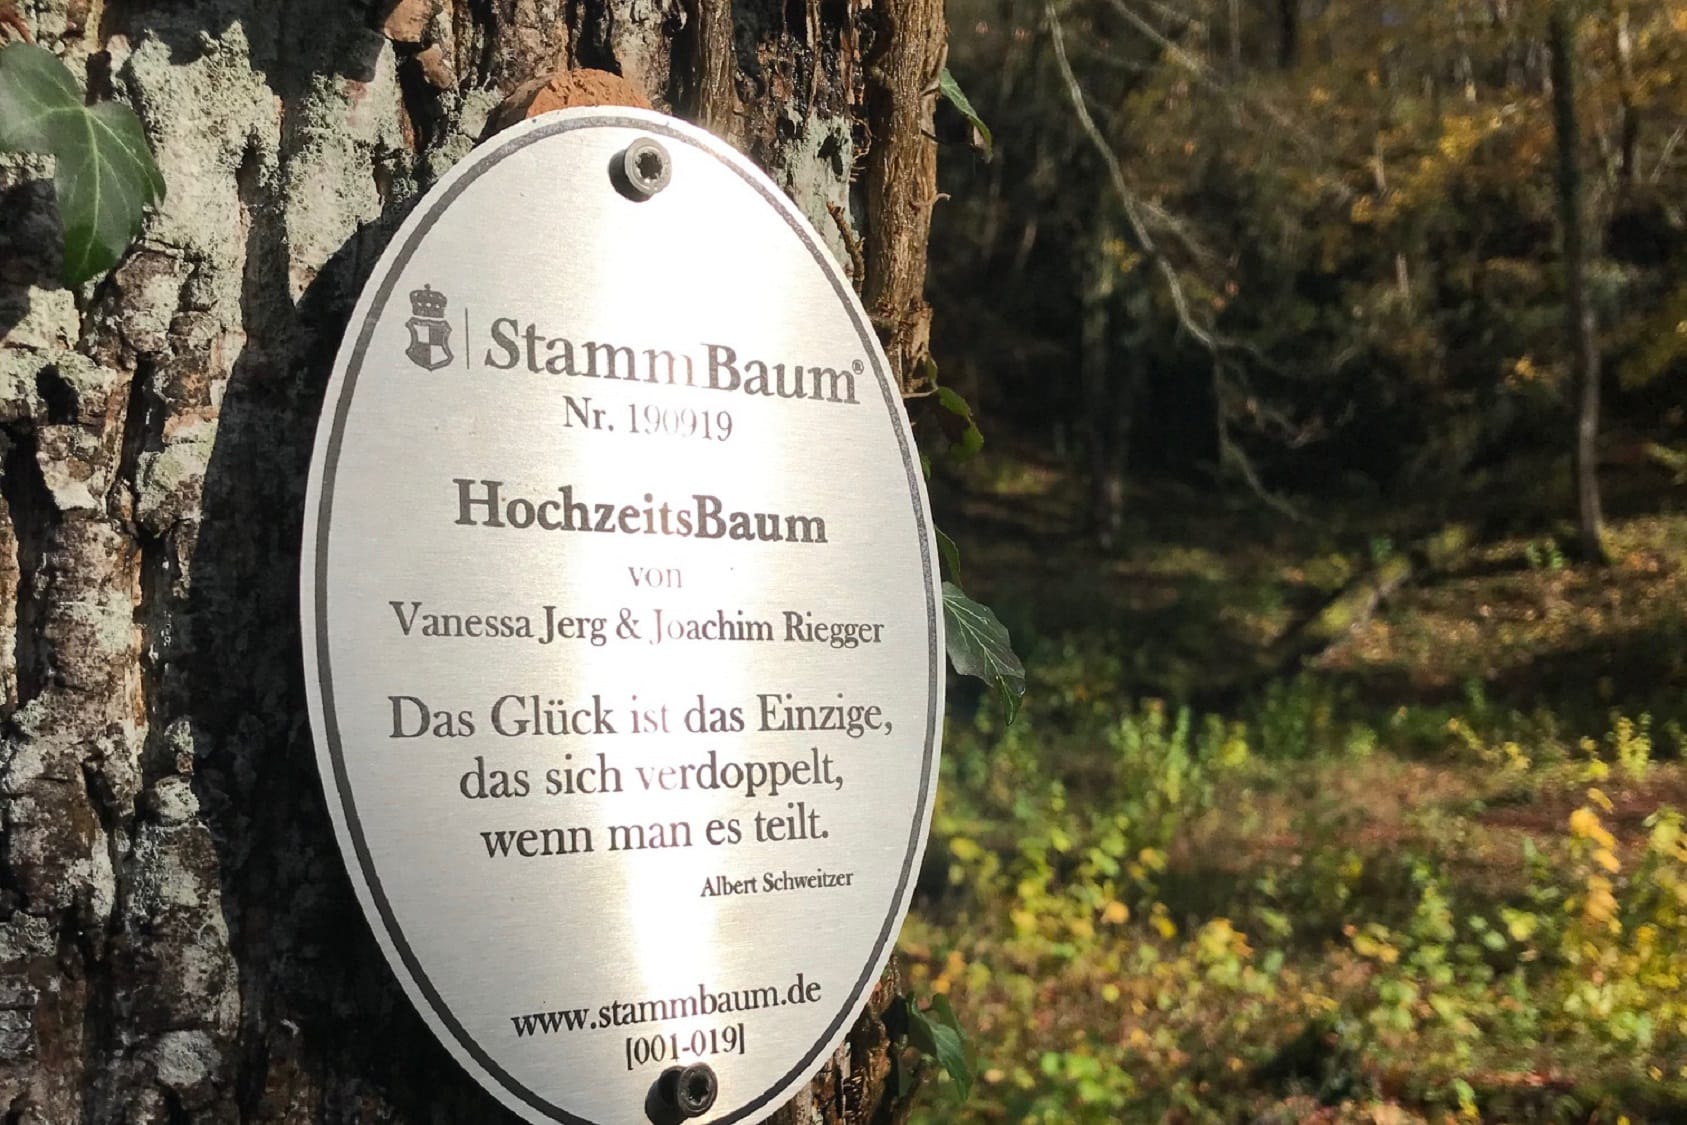 StammBaum®
Nr. 190919
HochzeitsBaum
von
Vanessa Jerg & Joachim Riegger
Das Glück ist das Einzige,
das sich verdoppelt,
wenn man es teilt.
Albert Schweitzer
www.stammbaum.de
[001-019]